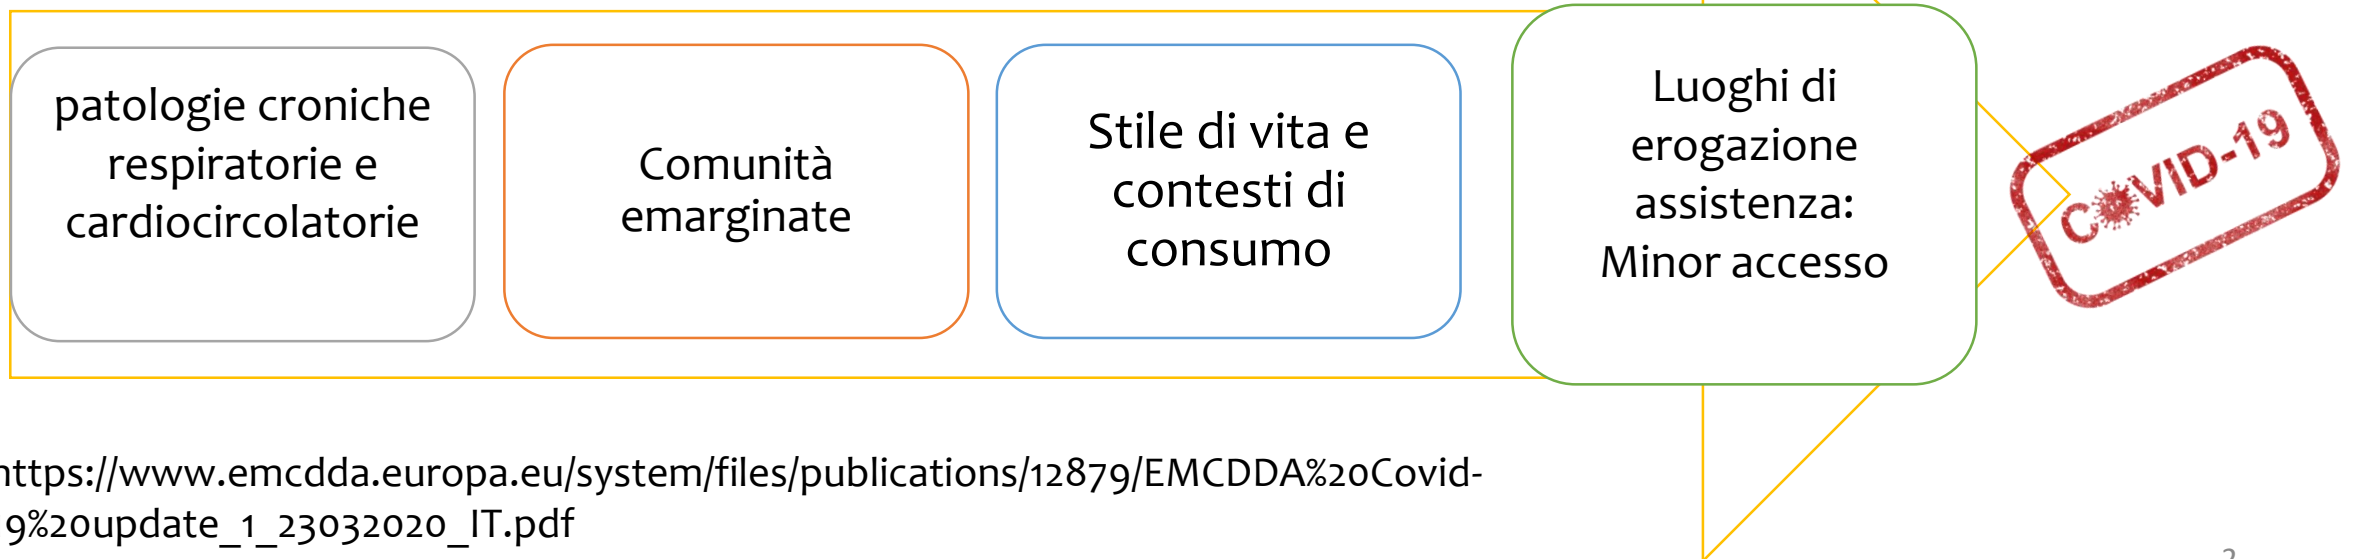 patologie croniche
respiratorie e
cardiocircolatorie
Comunità
emarginate
Stile di vita e
contesti di
consumo
Luoghi di
erogazione
assistenza:
Minor accesso
COVID-19
https://www.emcdda.europa.eu/system/files/publications/12879/EMCDDA%20Covid-
9%20update_1_23032020_IT.pdf